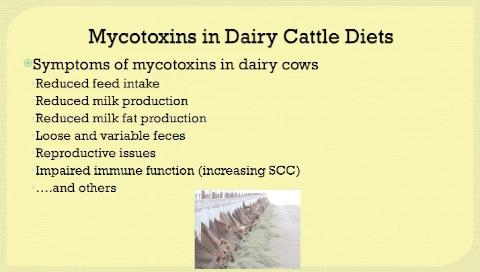 Mycotoxins in Dairy Cattle Diets
Symptoms of mycotoxins in dairy cows
Reduced feed intake
Reduced milk production
Reduced milk fat production
Loose and variable feces
Reproductive issues
Impaired immune function (increasing SCC)
….and others